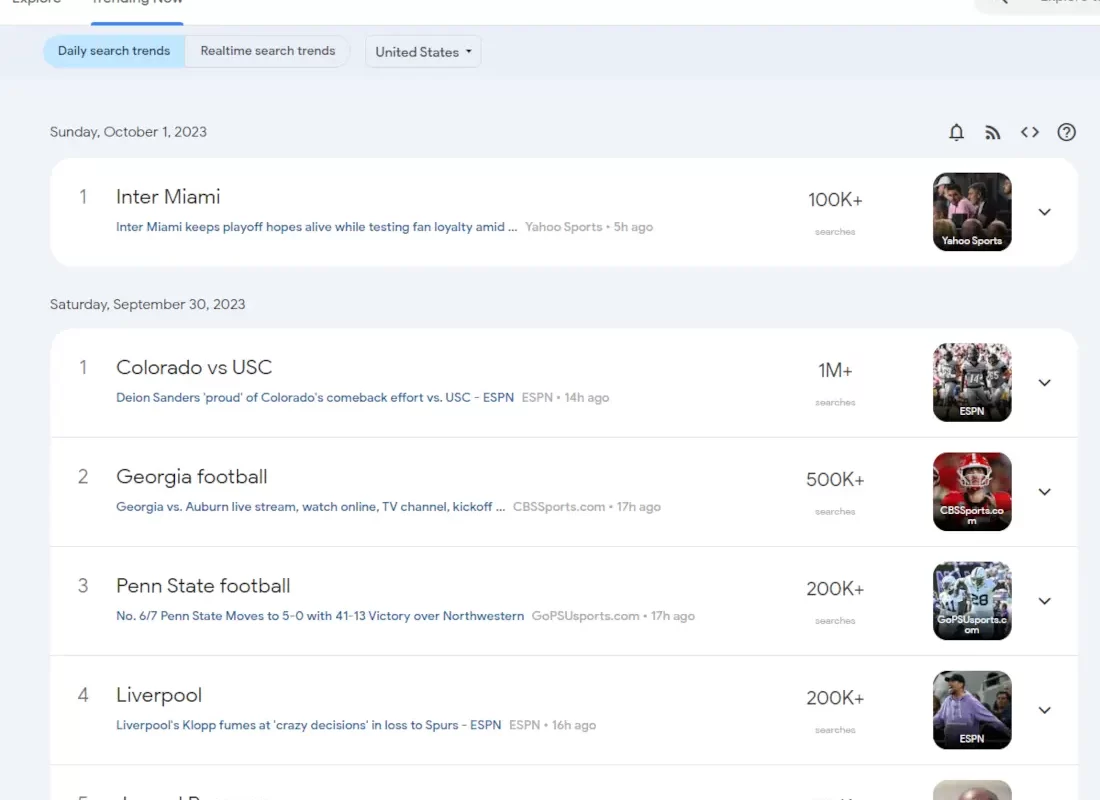 Explore Trending Now
Daily search trends Realtime search trends United States
Sunday, October 1, 2023
1 Inter Miami 100K+
Inter Miami keeps playoff hopes alive while testing fan loyalty amid ... Yahoo Sports • 5h ago searches
Yahoo Sports
Saturday, September 30, 2023
1 Colorado vs USC 1M+
Deion Sanders 'proud' of Colorado's comeback effort vs. USC - ESPN ESPN • 14h ago searches
ESPN
2 Georgia football 500K+
Georgia vs. Auburn live stream, watch online, TV channel, kickoff ... CBSSports.com • 17h ago searches
CBSSports.co
m
3 Penn State football 200K+
No. 6/7 Penn State Moves to 5-0 with 41-13 Victory over Northwestern GoPSUsports.com • 17h ago searches
GoPSUsports.c
om
4 Liverpool 200K+
Liverpool's Klopp fumes at 'crazy decisions' in loss to Spurs - ESPN ESPN • 16h ago searches
ESPN